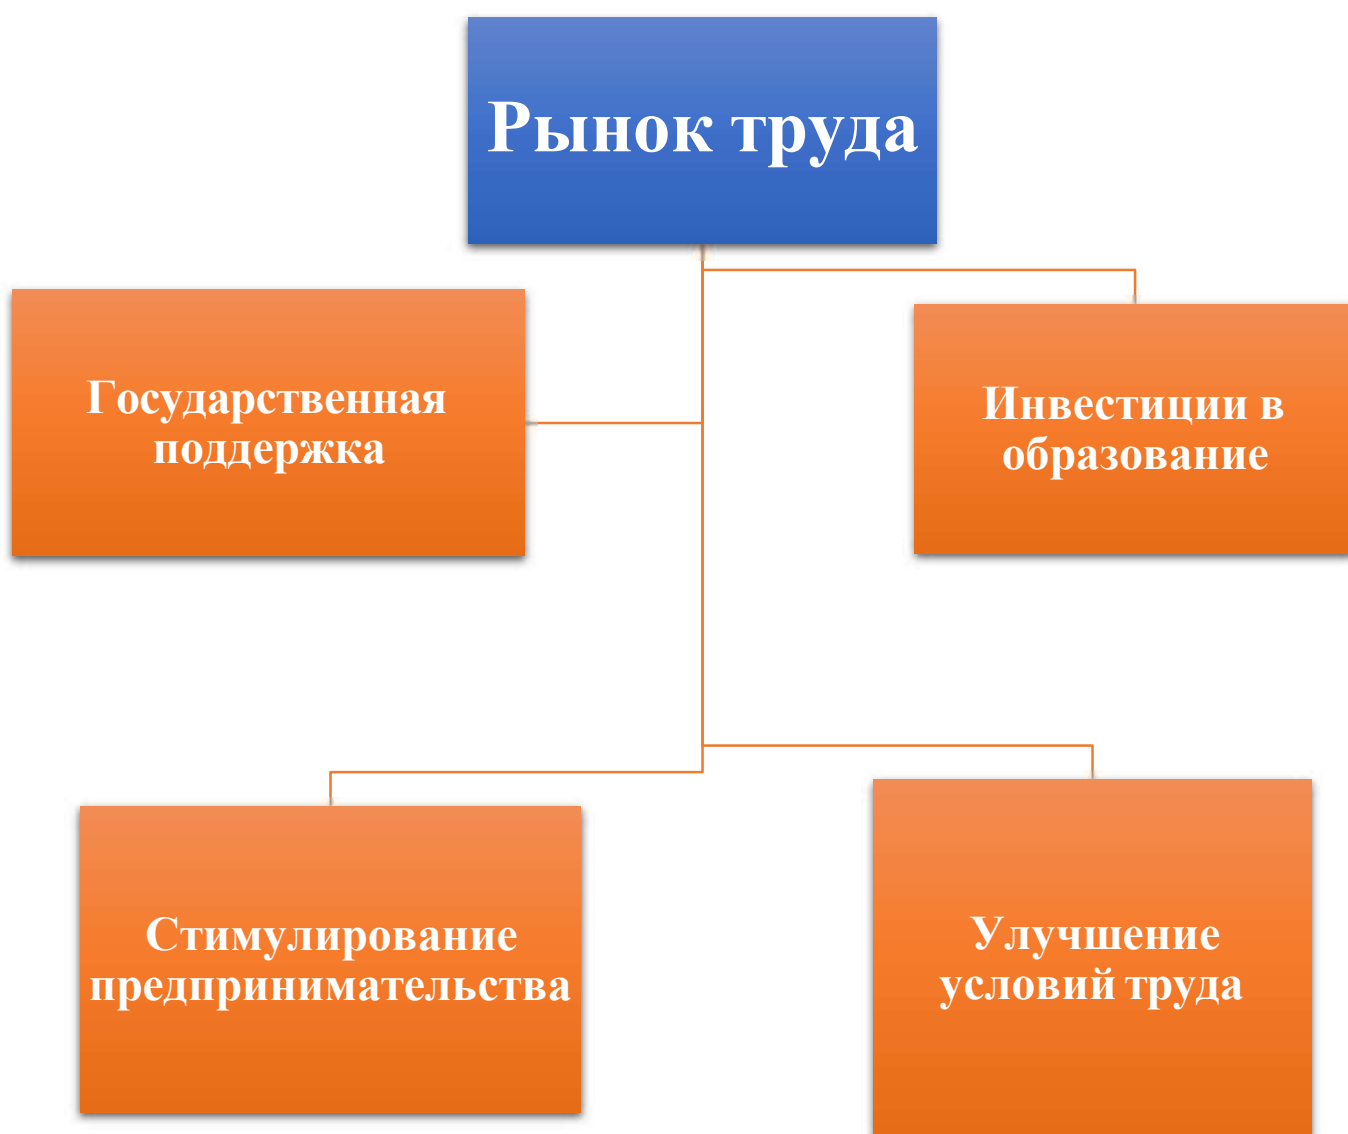 Рынок труда
Государственная
поддержка
Инвестиции в
образование
Стимулирование
предпринимательства
Улучшение
условий труда